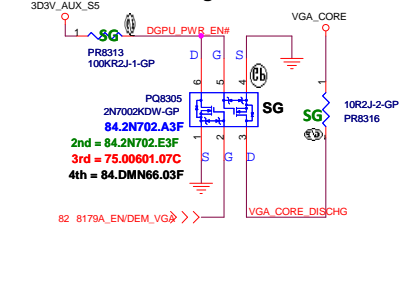 3D3V_AUX_S5
1
SG
DGPU_PWR_EN#
VGA_CORE
PR8313
100KR2J-1-GP
D G S
6 5 4
1
PQ8305
2N7002KDW-GP
84.2N702.A3F
2nd = 84.2N702.E3F
3rd = 75.00601.07C
4th = 84.DMN66.03F
SG
SG
10R2J-2-GP
PR8316
1 2 3
S G D
82 8179A_EN/DEM_VGA
VGA_CORE_DISCHG